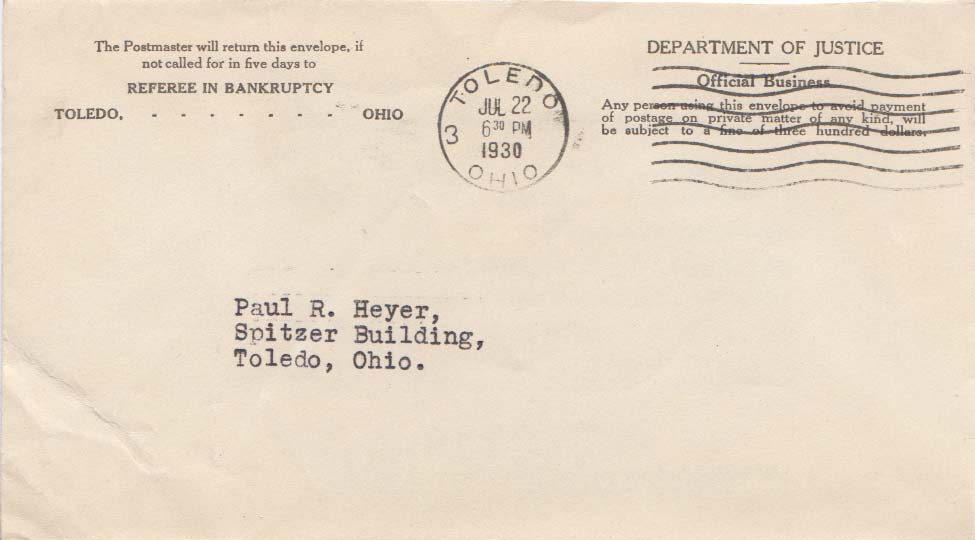 The Postmaster will return this envelope, if
not called for in five days to
REFEREE IN BANKRUPTCY
TOLEDO, - - - - - - - OHIO
TOLEDO
3
JUL 22
6 30 PM
1930
OHIO
DEPARTMENT OF JUSTICE
Official Business
Any person using this envelope to avoid payment
of postage on private matter of any kind, will
be subject to a fine of three hundred dollars.
Paul R. Heyer,
Spitzer Building,
Toledo, Ohio.